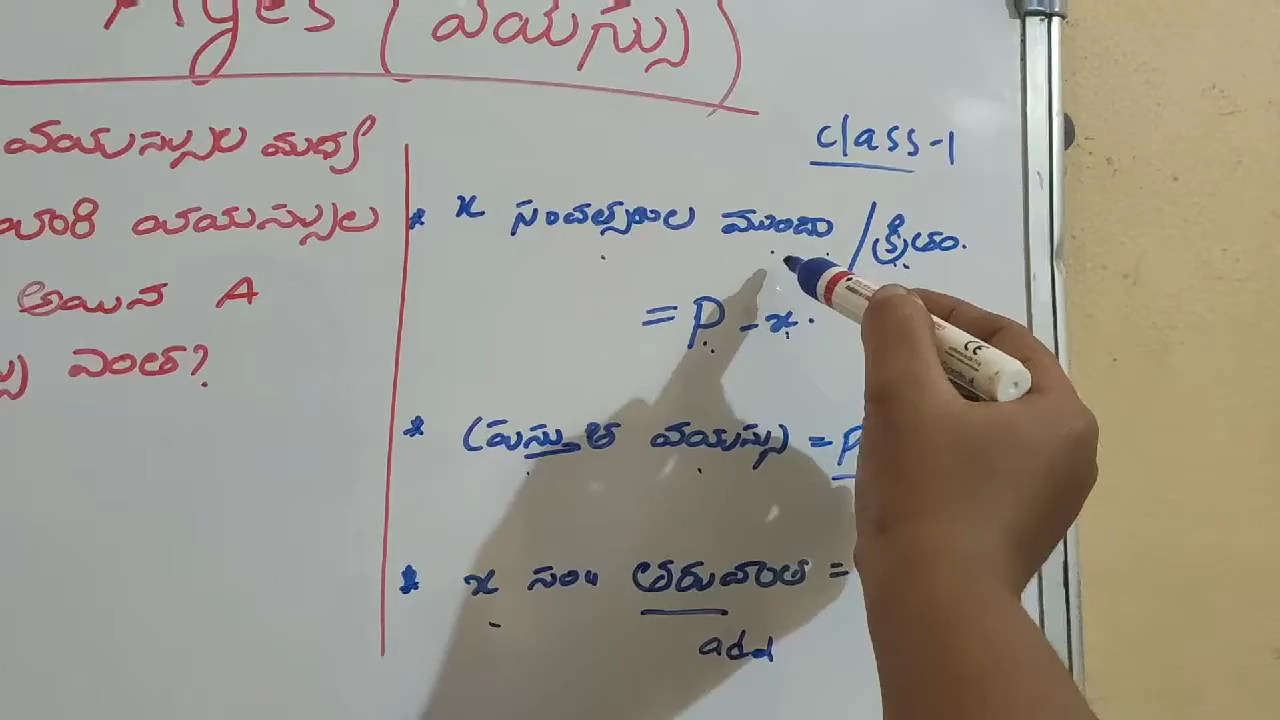 Ages (వయస్సు)
class-1
వయస్సుల మధ్య
వారి వయస్సుల
అయిన A
ఎంత?
* x సంవత్సరాల ముందు / క్రితం.
= P - x.
* ప్రస్తుత వయస్సు = P
* x సం॥ తరువాత =
add